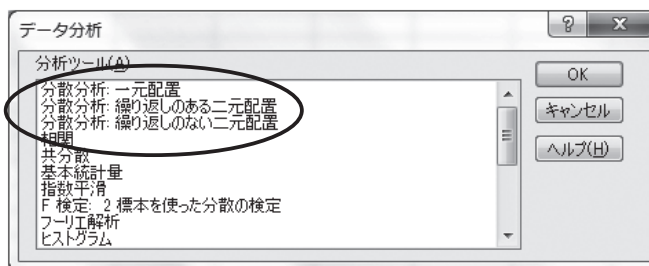 データ分析
分析ツール(A)
分散分析: 一元配置
分散分析: 繰り返しのある二元配置
分散分析: 繰り返しのない二元配置
相関
共分散
基本統計量
指数平滑
F 検定: 2 標本を使った分散の検定
フーリエ解析
ヒストグラム
OK
キャンセル
ヘルプ(H)